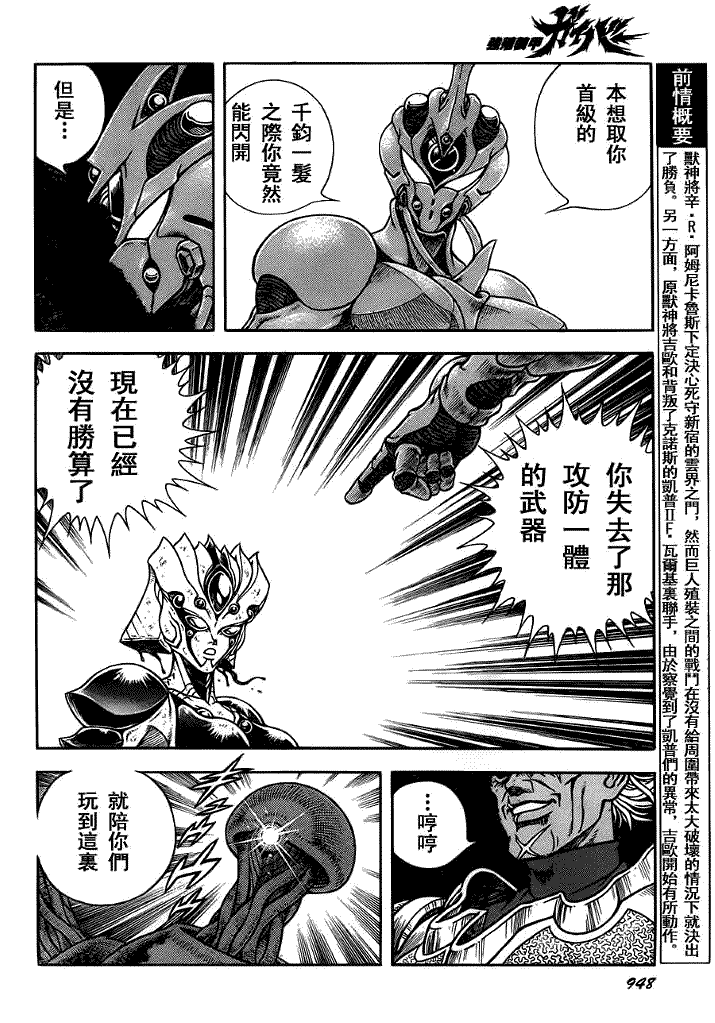 強殖裝甲ガイバー
前情概要
獸神將辛・R・阿姆尼卡魯斯下定決心死守新宿的雲界之門，然而巨人殖裝之間的戰鬥在沒有給周圍帶來太大破壞的情況下就決出
了勝負。另一方面，原獸神將吉歐和背叛了克諾斯的凱普ⅡF・瓦爾基裏聯手，由於察覺到了凱普們的異常，吉歐開始有所動作。
本想取你
首級的
千鈞一髮
之際你竟然
能閃開
但是…
你失去了那
攻防一體
的武器
現在已經
沒有勝算了
…哼哼
就陪你們
玩到這裏
948